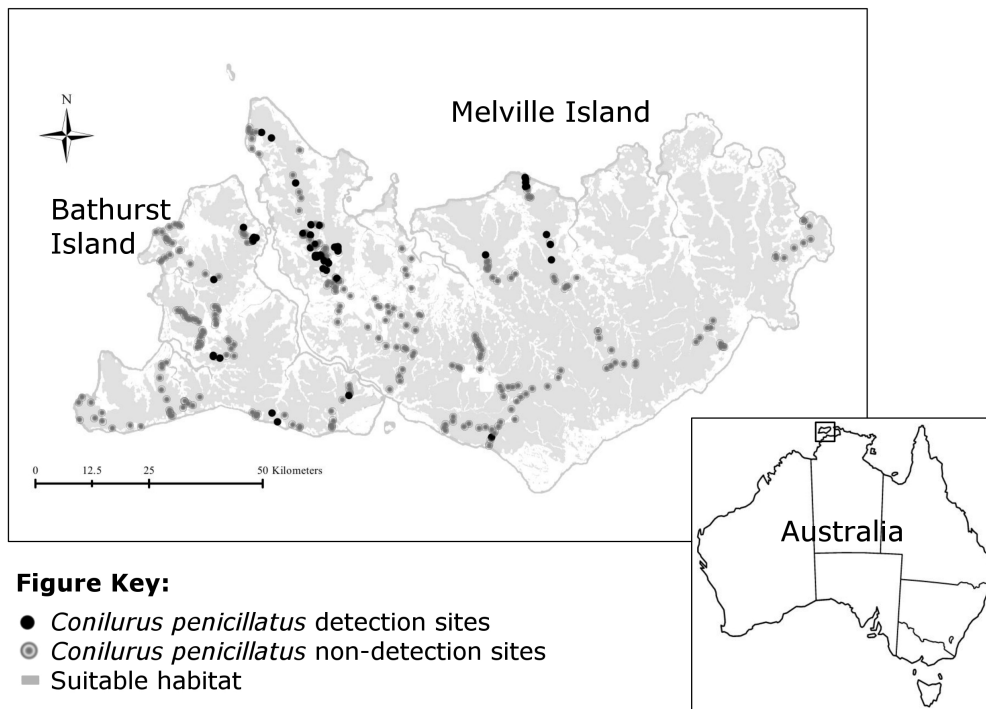 N
Melville Island
Bathurst
Island
0 12.5 25 50 Kilometers
Australia
Figure Key:
Conilurus penicillatus detection sites
Conilurus penicillatus non-detection sites
Suitable habitat